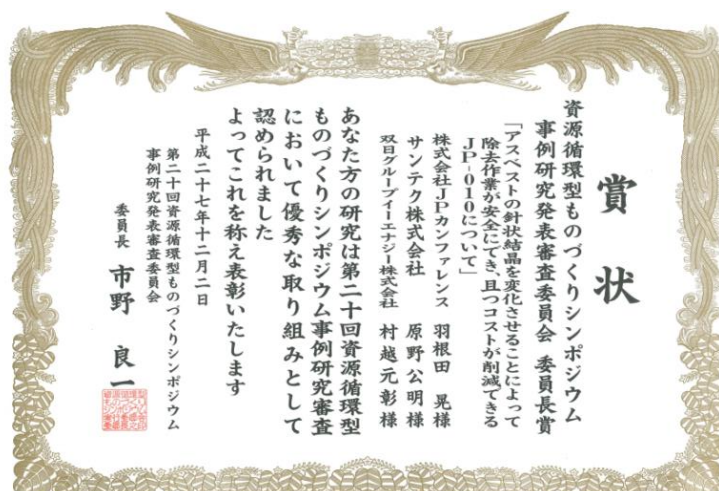 賞状
資源循環型ものづくりシンポジウム
事例研究発表審査委員会 委員長賞
「アスベストの針状結晶を変化させることによって
除去作業が安全にでき、且つコストが削減できる
JP-010について」
株式会社JPカンファレンス 羽根田 晃様
サンテク株式会社 原野公明様
双日グループイーエナジー株式会社 村越元彰様
あなた方の研究は第二十回資源循環型
ものづくりシンポジウム事例研究審査
において優秀な取り組みとして
認められました
よってこれを称え表彰いたします
平成二十七年十二月二日
第二十回資源循環型ものづくりシンポジウム
事例研究発表審査委員会
委員長 市野 良一